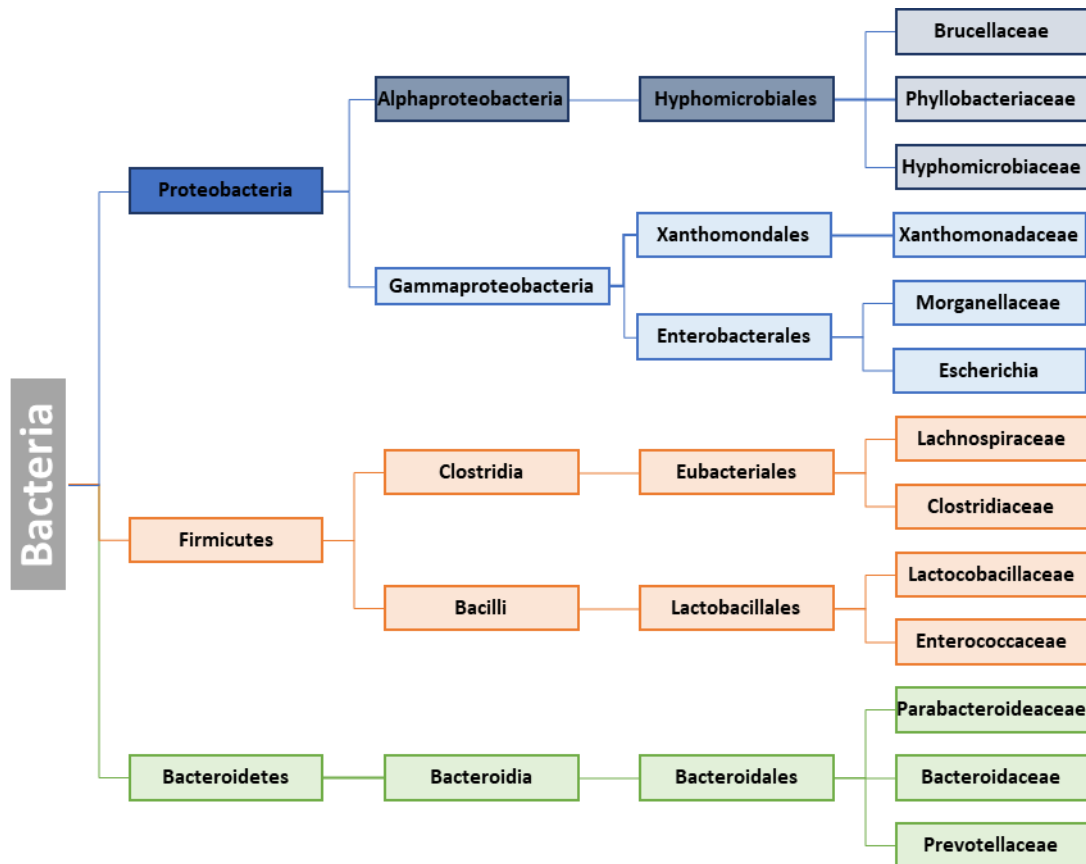 Bacteria
Proteobacteria
Alphaproteobacteria
Hyphomicrobiales
Brucellaceae
Phyllobacteriaceae
Hyphomicrobiaceae
Gammaproteobacteria
Xanthomondales
Xanthomonadaceae
Enterobacterales
Morganellaceae
Escherichia
Firmicutes
Clostridia
Eubacteriales
Lachnospiraceae
Clostridiaceae
Bacilli
Lactobacillales
Lactocobacillaceae
Enterococcaceae
Bacteroidetes
Bacteroidia
Bacteroidales
Parabacteroideaceae
Bacteroidaceae
Prevotellaceae